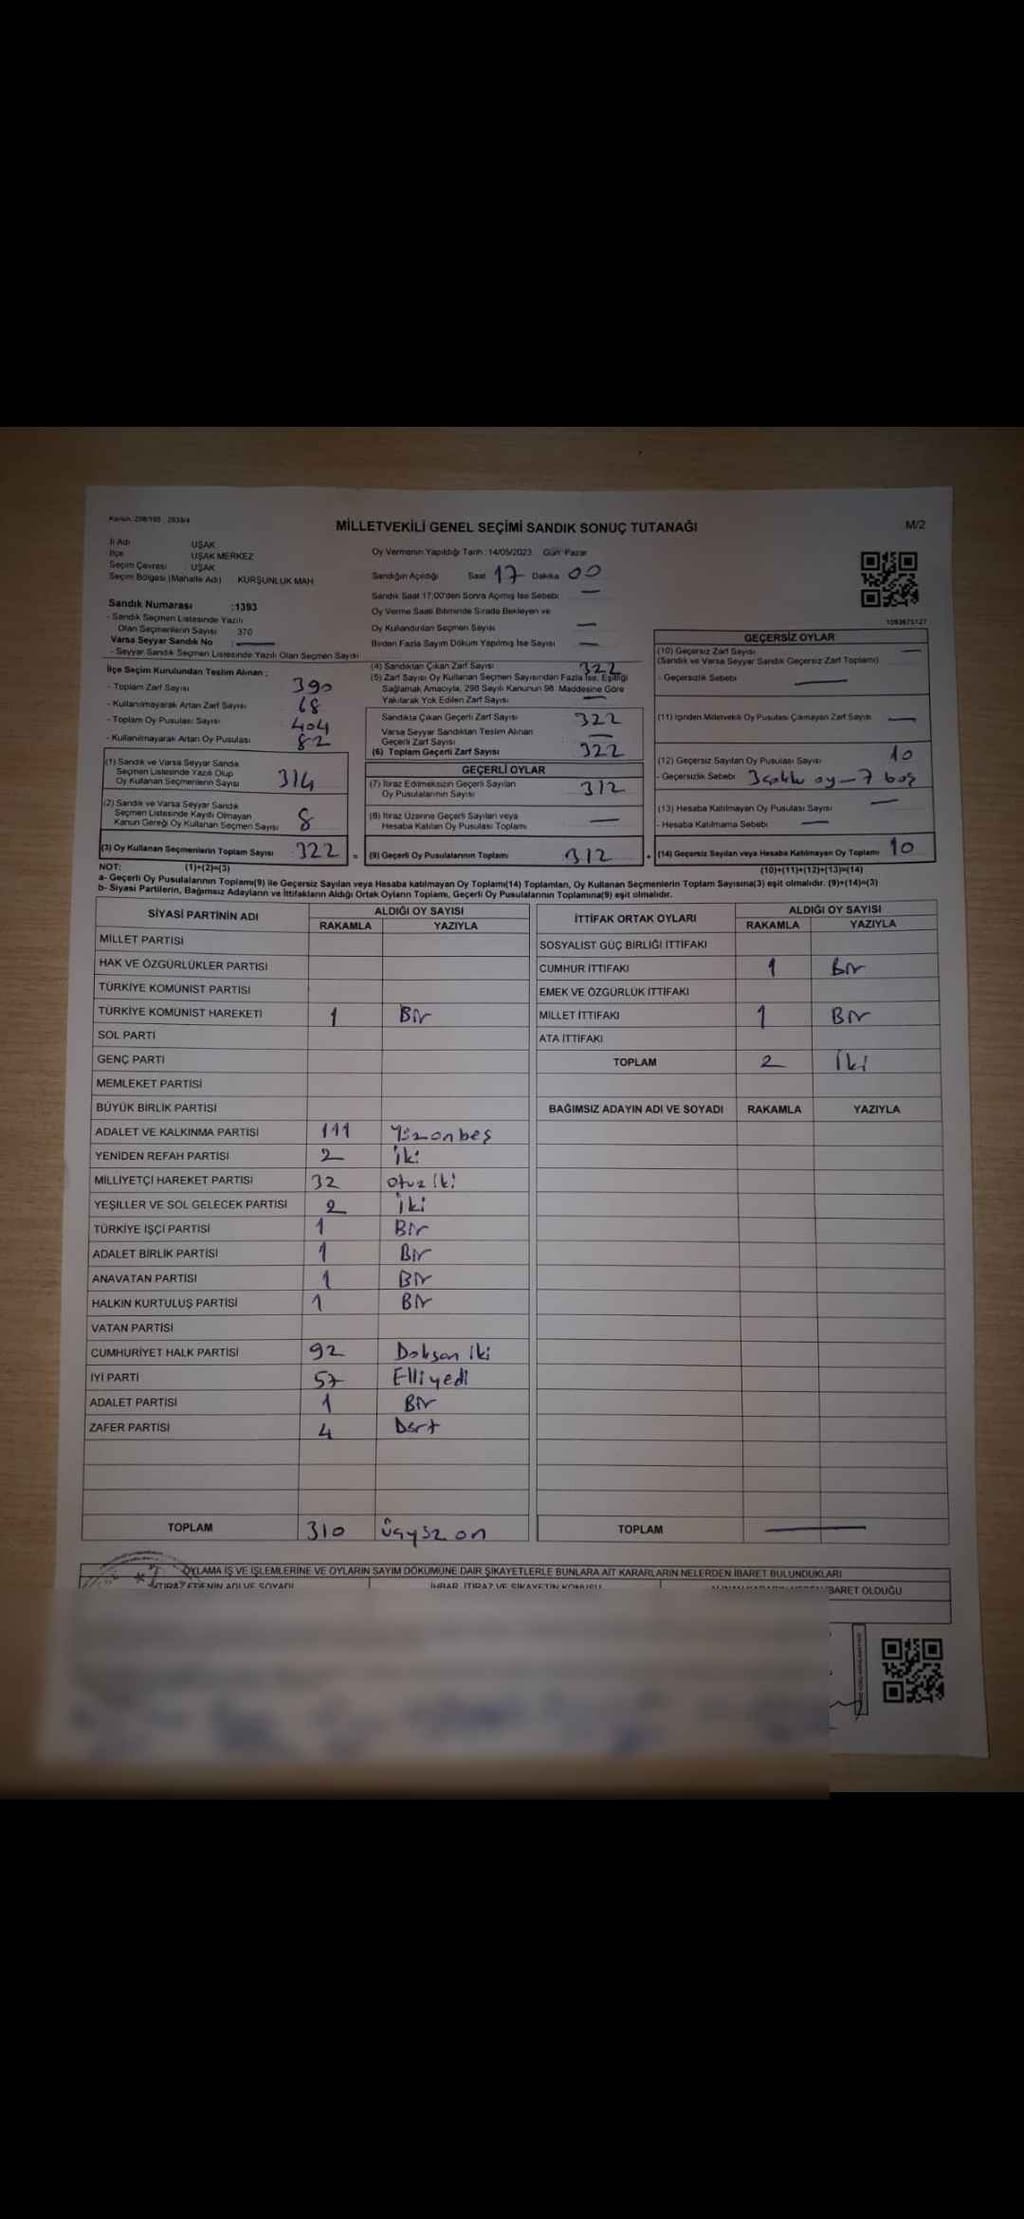 Kanun: 298/105 2839/4
MİLLETVEKİLİ GENEL SEÇİMİ SANDIK SONUÇ TUTANAĞI
M/2
İl Adı UŞAK
İlçe UŞAK MERKEZ
Seçim Çevresi UŞAK
Seçim Bölgesi (Mahalle Adı) KURŞUNLUK MAH
Oy Vermenin Yapıldığı Tarih: 14/05/2023 Gün: Pazar
Sandığın Açıldığı Saat 17 Dakika 00
Sandık Saat 17:00'den Sonra Açılmış İse Sebebi —
Oy Verme Saati Bitiminde Sırada Bekleyen ve
Oy Kullandırılan Seçmen Sayısı —
Birden Fazla Sayım Döküm Yapılmış İse Sayısı —
Sandık Numarası :1393
- Sandık Seçmen Listesinde Yazılı
Olan Seçmenlerin Sayısı 370
Varsa Seyyar Sandık No : —
- Seyyar Sandık Seçmen Listesinde Yazılı Olan Seçmen Sayısı
İlçe Seçim Kurulundan Teslim Alınan :
- Toplam Zarf Sayısı 390
- Kullanılmayarak Artan Zarf Sayısı 68
- Toplam Oy Pusulası Sayısı 404
- Kullanılmayarak Artan Oy Pusulası 82
(1) Sandık ve Varsa Seyyar Sandık
Seçmen Listesinde Yazılı Olup
Oy Kullanan Seçmenlerin Sayısı 314
(2) Sandık ve Varsa Seyyar Sandık
Seçmen Listesinde Kaydı Olmayan
Kanun Gereği Oy Kullanan Seçmen Sayısı 8
(3) Oy Kullanan Seçmenlerin Toplam Sayısı 322
(4) Sandıktan Çıkan Zarf Sayısı 322
(5) Zarf Sayısı Oy Kullanan Seçmen Sayısından Fazla İse, Eşitliği
Sağlamak Amacıyla, 298 Sayılı Kanunun 98. Maddesine Göre
Yakılarak Yok Edilen Zarf Sayısı —
Sandıkta Çıkan Geçerli Zarf Sayısı 322
Varsa Seyyar Sandıktan Teslim Alınan
Geçerli Zarf Sayısı —
(6) Toplam Geçerli Zarf Sayısı 322
GEÇERLİ OYLAR
(7) İtiraz Edilmeksizin Geçerli Sayılan
Oy Pusulalarının Sayısı 312
(8) İtiraz Üzerine Geçerli Sayılan veya
Hesaba Katılan Oy Pusulası Toplamı —
= (9) Geçerli Oy Pusulalarının Toplamı 312
1093675127
GEÇERSİZ OYLAR
(10) Geçersiz Zarf Sayısı —
(Sandık ve Varsa Seyyar Sandık Geçersiz Zarf Toplamı)
- Geçersizlik Sebebi —
(11) İçinden Milletvekili Oy Pusulası Çıkmayan Zarf Sayısı —
(12) Geçersiz Sayılan Oy Pusulası Sayısı 10
- Geçersizlik Sebebi 3 çoklu oy – 7 boş
(13) Hesaba Katılmayan Oy Pusulası Sayısı —
- Hesaba Katılmama Sebebi —
+ (14) Geçersiz Sayılan veya Hesaba Katılmayan Oy Toplamı 10
NOT: (1)+(2)=(3)
(10)+(11)+(12)+(13)=(14)
a- Geçerli Oy Pusulalarının Toplamı(9) ile Geçersiz Sayılan veya Hesaba katılmayan Oy Toplamı(14) Toplamları, Oy Kullanan Seçmenlerin Toplam Sayısına(3) eşit olmalıdır. (9)+(14)=(3)
b- Siyasi Partilerin, Bağımsız Adayların ve İttifakların Aldığı Ortak Oyların Toplamı, Geçerli Oy Pusulalarının Toplamına(9) eşit olmalıdır.
SİYASİ PARTİNİN ADI ALDIĞI OY SAYISI
RAKAMLA YAZIYLA
MİLLET PARTİSİ
HAK VE ÖZGÜRLÜKLER PARTİSİ
TÜRKİYE KOMÜNİST PARTİSİ
TÜRKİYE KOMÜNİST HAREKETİ 1 Bir
SOL PARTİ
GENÇ PARTİ
MEMLEKET PARTİSİ
BÜYÜK BİRLİK PARTİSİ
ADALET VE KALKINMA PARTİSİ 111 Yüzonbeş
YENİDEN REFAH PARTİSİ 2 iki
MİLLİYETÇİ HAREKET PARTİSİ 32 otuz iki
YEŞİLLER VE SOL GELECEK PARTİSİ 2 iki
TÜRKİYE İŞÇİ PARTİSİ 1 Bir
ADALET BİRLİK PARTİSİ 1 Bir
ANAVATAN PARTİSİ 1 Bir
HALKIN KURTULUŞ PARTİSİ 1 Bir
VATAN PARTİSİ
CUMHURİYET HALK PARTİSİ 92 Doksan iki
İYİ PARTİ 57 Elliyedi
ADALET PARTİSİ 1 Bir
ZAFER PARTİSİ 4 Dört
TOPLAM 310 üçyüz on
İTTİFAK ORTAK OYLARI ALDIĞI OY SAYISI
RAKAMLA YAZIYLA
SOSYALİST GÜÇ BİRLİĞİ İTTİFAKI
CUMHUR İTTİFAKI 1 Bir
EMEK VE ÖZGÜRLÜK İTTİFAKI
MİLLET İTTİFAKI 1 Bir
ATA İTTİFAKI
TOPLAM 2 iki
BAĞIMSIZ ADAYIN ADI VE SOYADI RAKAMLA YAZIYLA
TOPLAM —
OYLAMA İŞ VE İŞLEMLERİNE VE OYLARIN SAYIM DÖKÜMÜNE DAİR ŞİKAYETLERLE BUNLARA AİT KARARLARIN NELERDEN İBARET BULUNDUKLARI
İTİRAZ EDENİN ADI VE SOYADI İHBAR, İTİRAZ VE ŞİKAYETİN KONUSU İBARET OLDUĞU